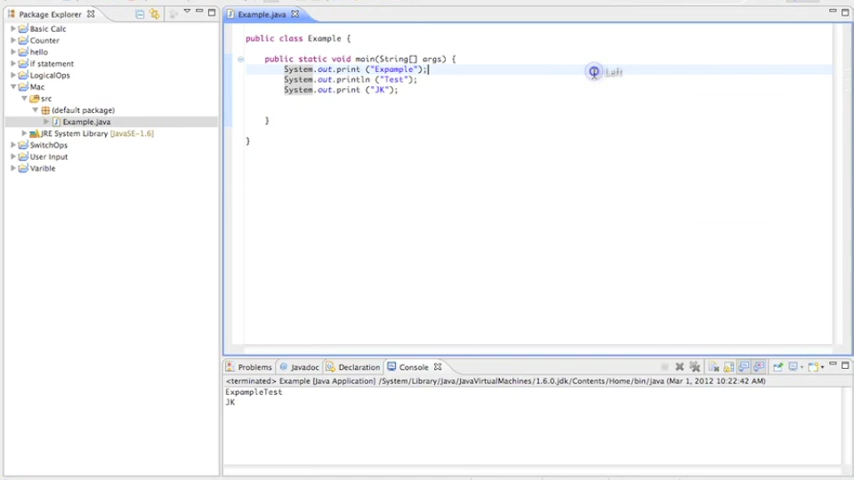 Package Explorer
Basic Calc
Counter
hello
if statement
LogicalOps
Mac
src
(default package)
Example.java
JRE System Library [JavaSE-1.6]
SwitchOps
User Input
Varible
Example.java
public class Example {
public static void main(String[] args) {
System.out.print ("Expample");
System.out.println ("Test");
System.out.print ("JK");
}
}
Left
Problems Javadoc Declaration Console
<terminated> Example [Java Application] /System/Library/Java/JavaVirtualMachines/1.6.0.jdk/Contents/Home/bin/java (Mar 1, 2012 10:22:42 AM)
ExpampleTest
JK